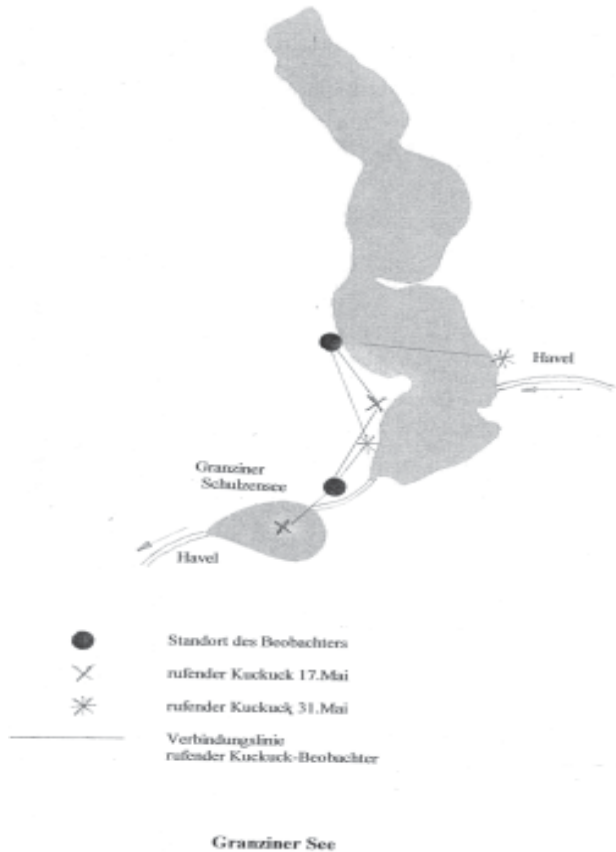 Havel
Granziner
Schulzensee
Havel
Standort des Beobachters
rufender Kuckuck 17.Mai
rufender Kuckuck 31.Mai
Verbindungslinie
rufender Kuckuck-Beobachter
Granziner See